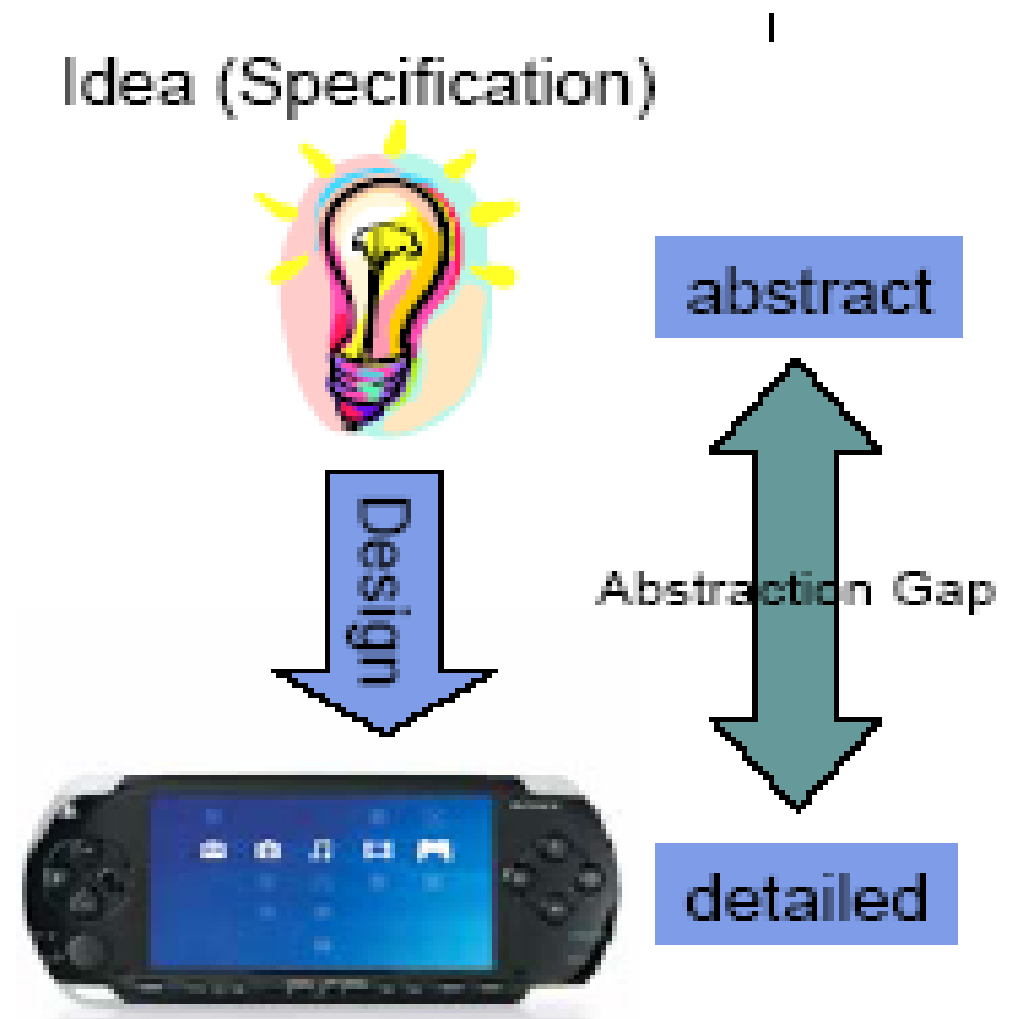 Idea (Specification)
abstract
Design
Abstraction Gap
detailed